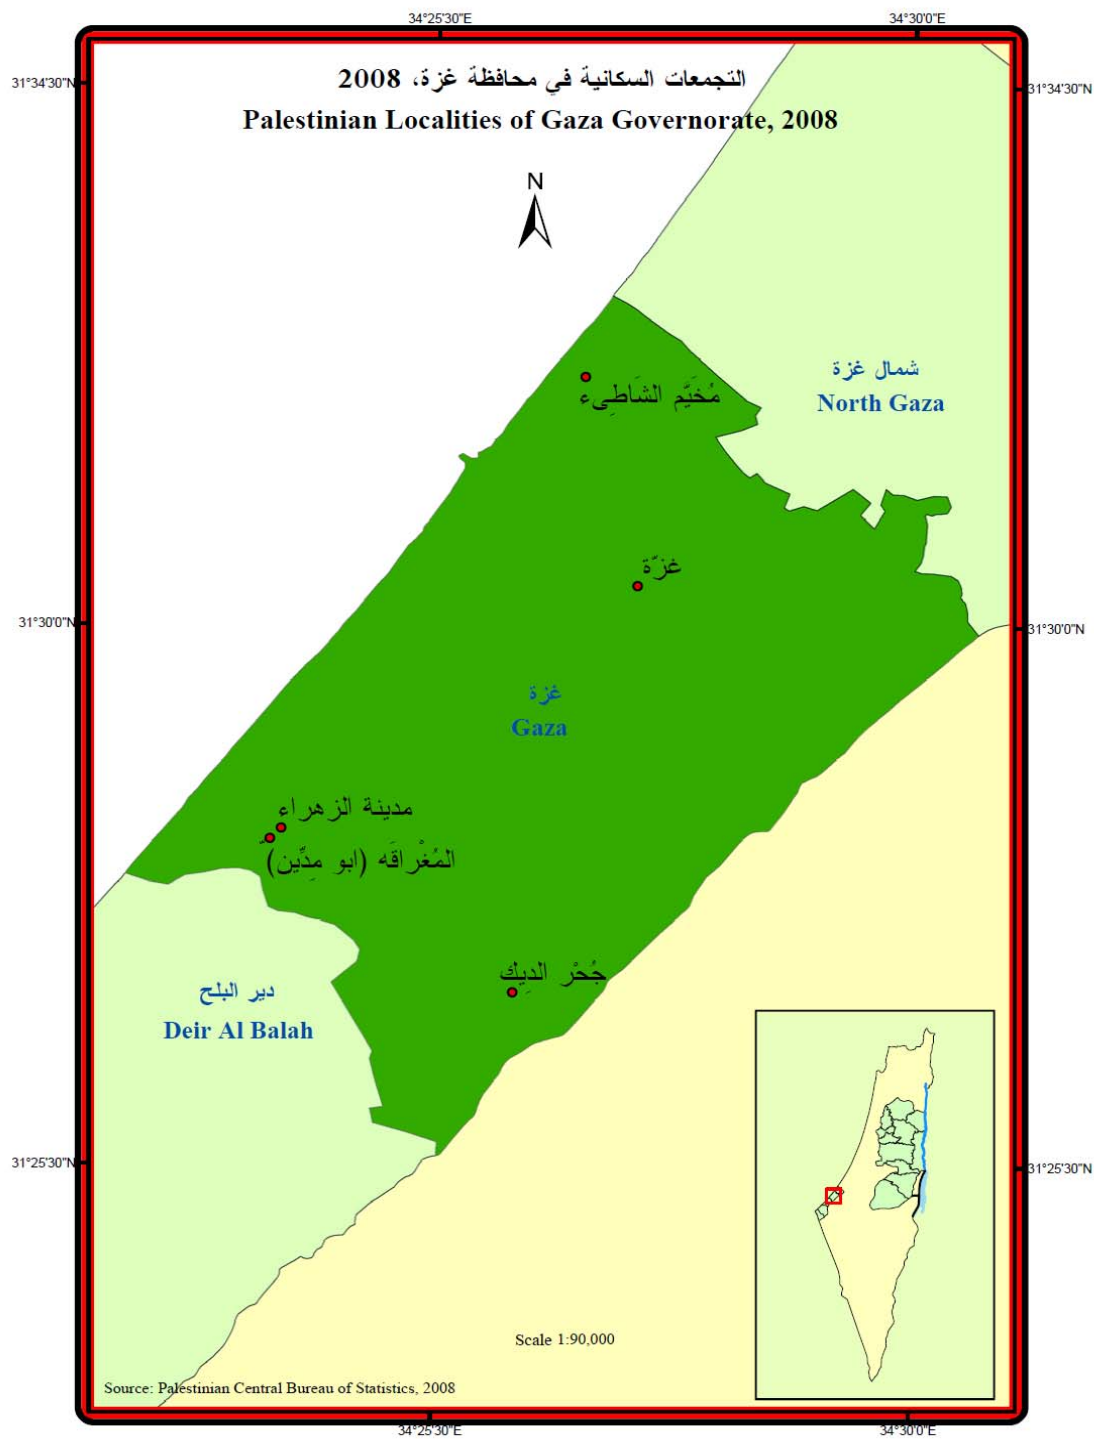 34°25'30"E
34°30'0"E
31°34'30"N
31°34'30"N
التجمعات السكانية في محافظة غزة، 2008
Palestinian Localities of Gaza Governorate, 2008
N
شمال غزة
North Gaza
مُخَيَّم الشَاطِىء
غزّة
31°30'0"N
31°30'0"N
غزة
Gaza
مدينة الزهراء
المُغْراقَه (ابو مِدِّين)
جُحْر الدِيك
دير البلح
Deir Al Balah
31°25'30"N
31°25'30"N
Scale 1:90,000
Source: Palestinian Central Bureau of Statistics, 2008
34°25'30"E
34°30'0"E